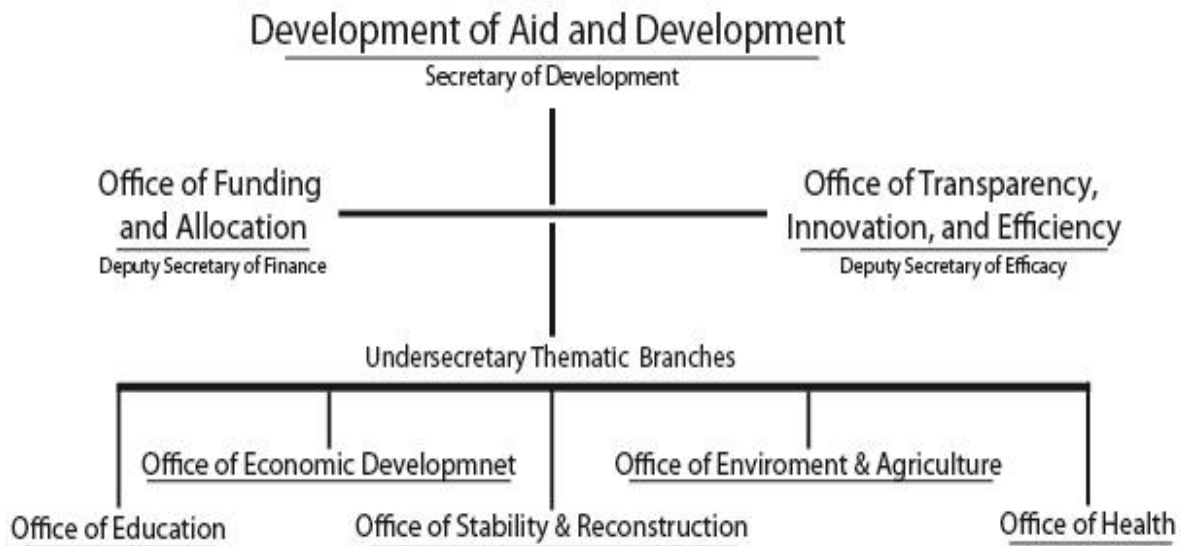 Development of Aid and Development
Secretary of Development
Office of Funding
and Allocation
Deputy Secretary of Finance
Office of Transparency,
Innovation, and Efficiency
Deputy Secretary of Efficacy
Undersecretary Thematic Branches
Office of Economic Developmnet
Office of Enviroment & Agriculture
Office of Education
Office of Stability & Reconstruction
Office of Health